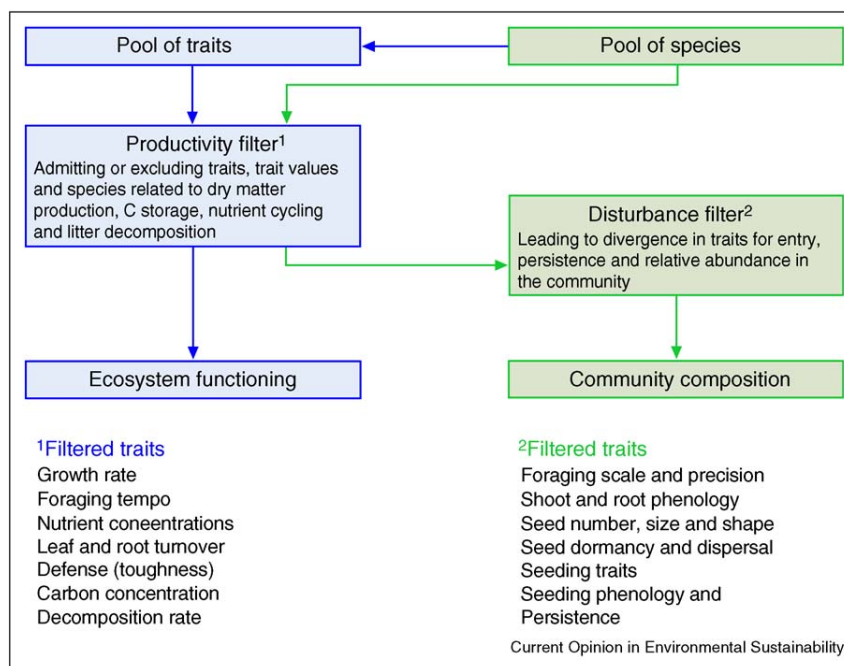 Pool of traits
Pool of species
Productivity filter¹
Admitting or excluding traits, trait values
and species related to dry matter
production, C storage, nutrient cycling
and litter decomposition
Disturbance filter²
Leading to divergence in traits for entry,
persistence and relative abundance in
the community
Ecosystem functioning
Community composition
¹Filtered traits
Growth rate
Foraging tempo
Nutrient coneentrations
Leaf and root turnover
Defense (toughness)
Carbon concentration
Decomposition rate
²Filtered traits
Foraging scale and precision
Shoot and root phenology
Seed number, size and shape
Seed dormancy and dispersal
Seeding traits
Seeding phenology and
Persistence
Current Opinion in Environmental Sustainability